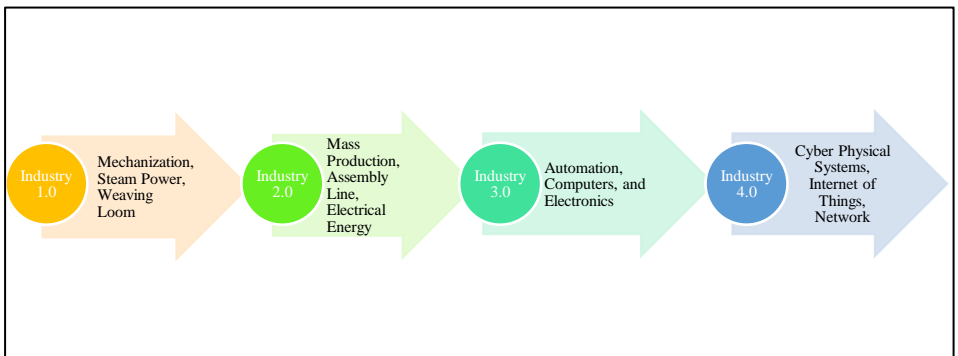 Industry
1.0
Mechanization,
Steam Power,
Weaving
Loom
Industry
2.0
Mass
Production,
Assembly
Line,
Electrical
Energy
Industry
3.0
Automation,
Computers, and
Electronics
Industry
4.0
Cyber Physical
Systems,
Internet of
Things,
Network